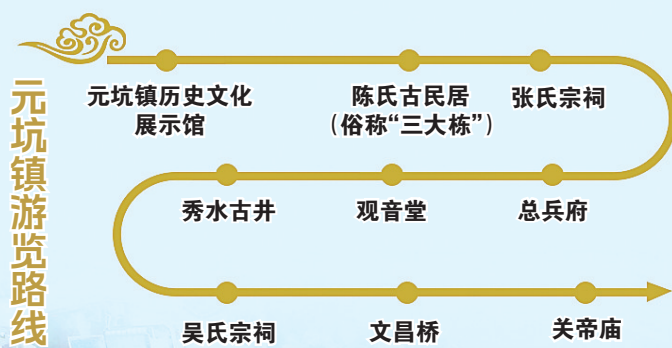 元坑镇游览路线
元坑镇历史文化
展示馆
陈氏古民居
（俗称“三大栋”）
张氏宗祠
总兵府
观音堂
秀水古井
吴氏宗祠
文昌桥
关帝庙